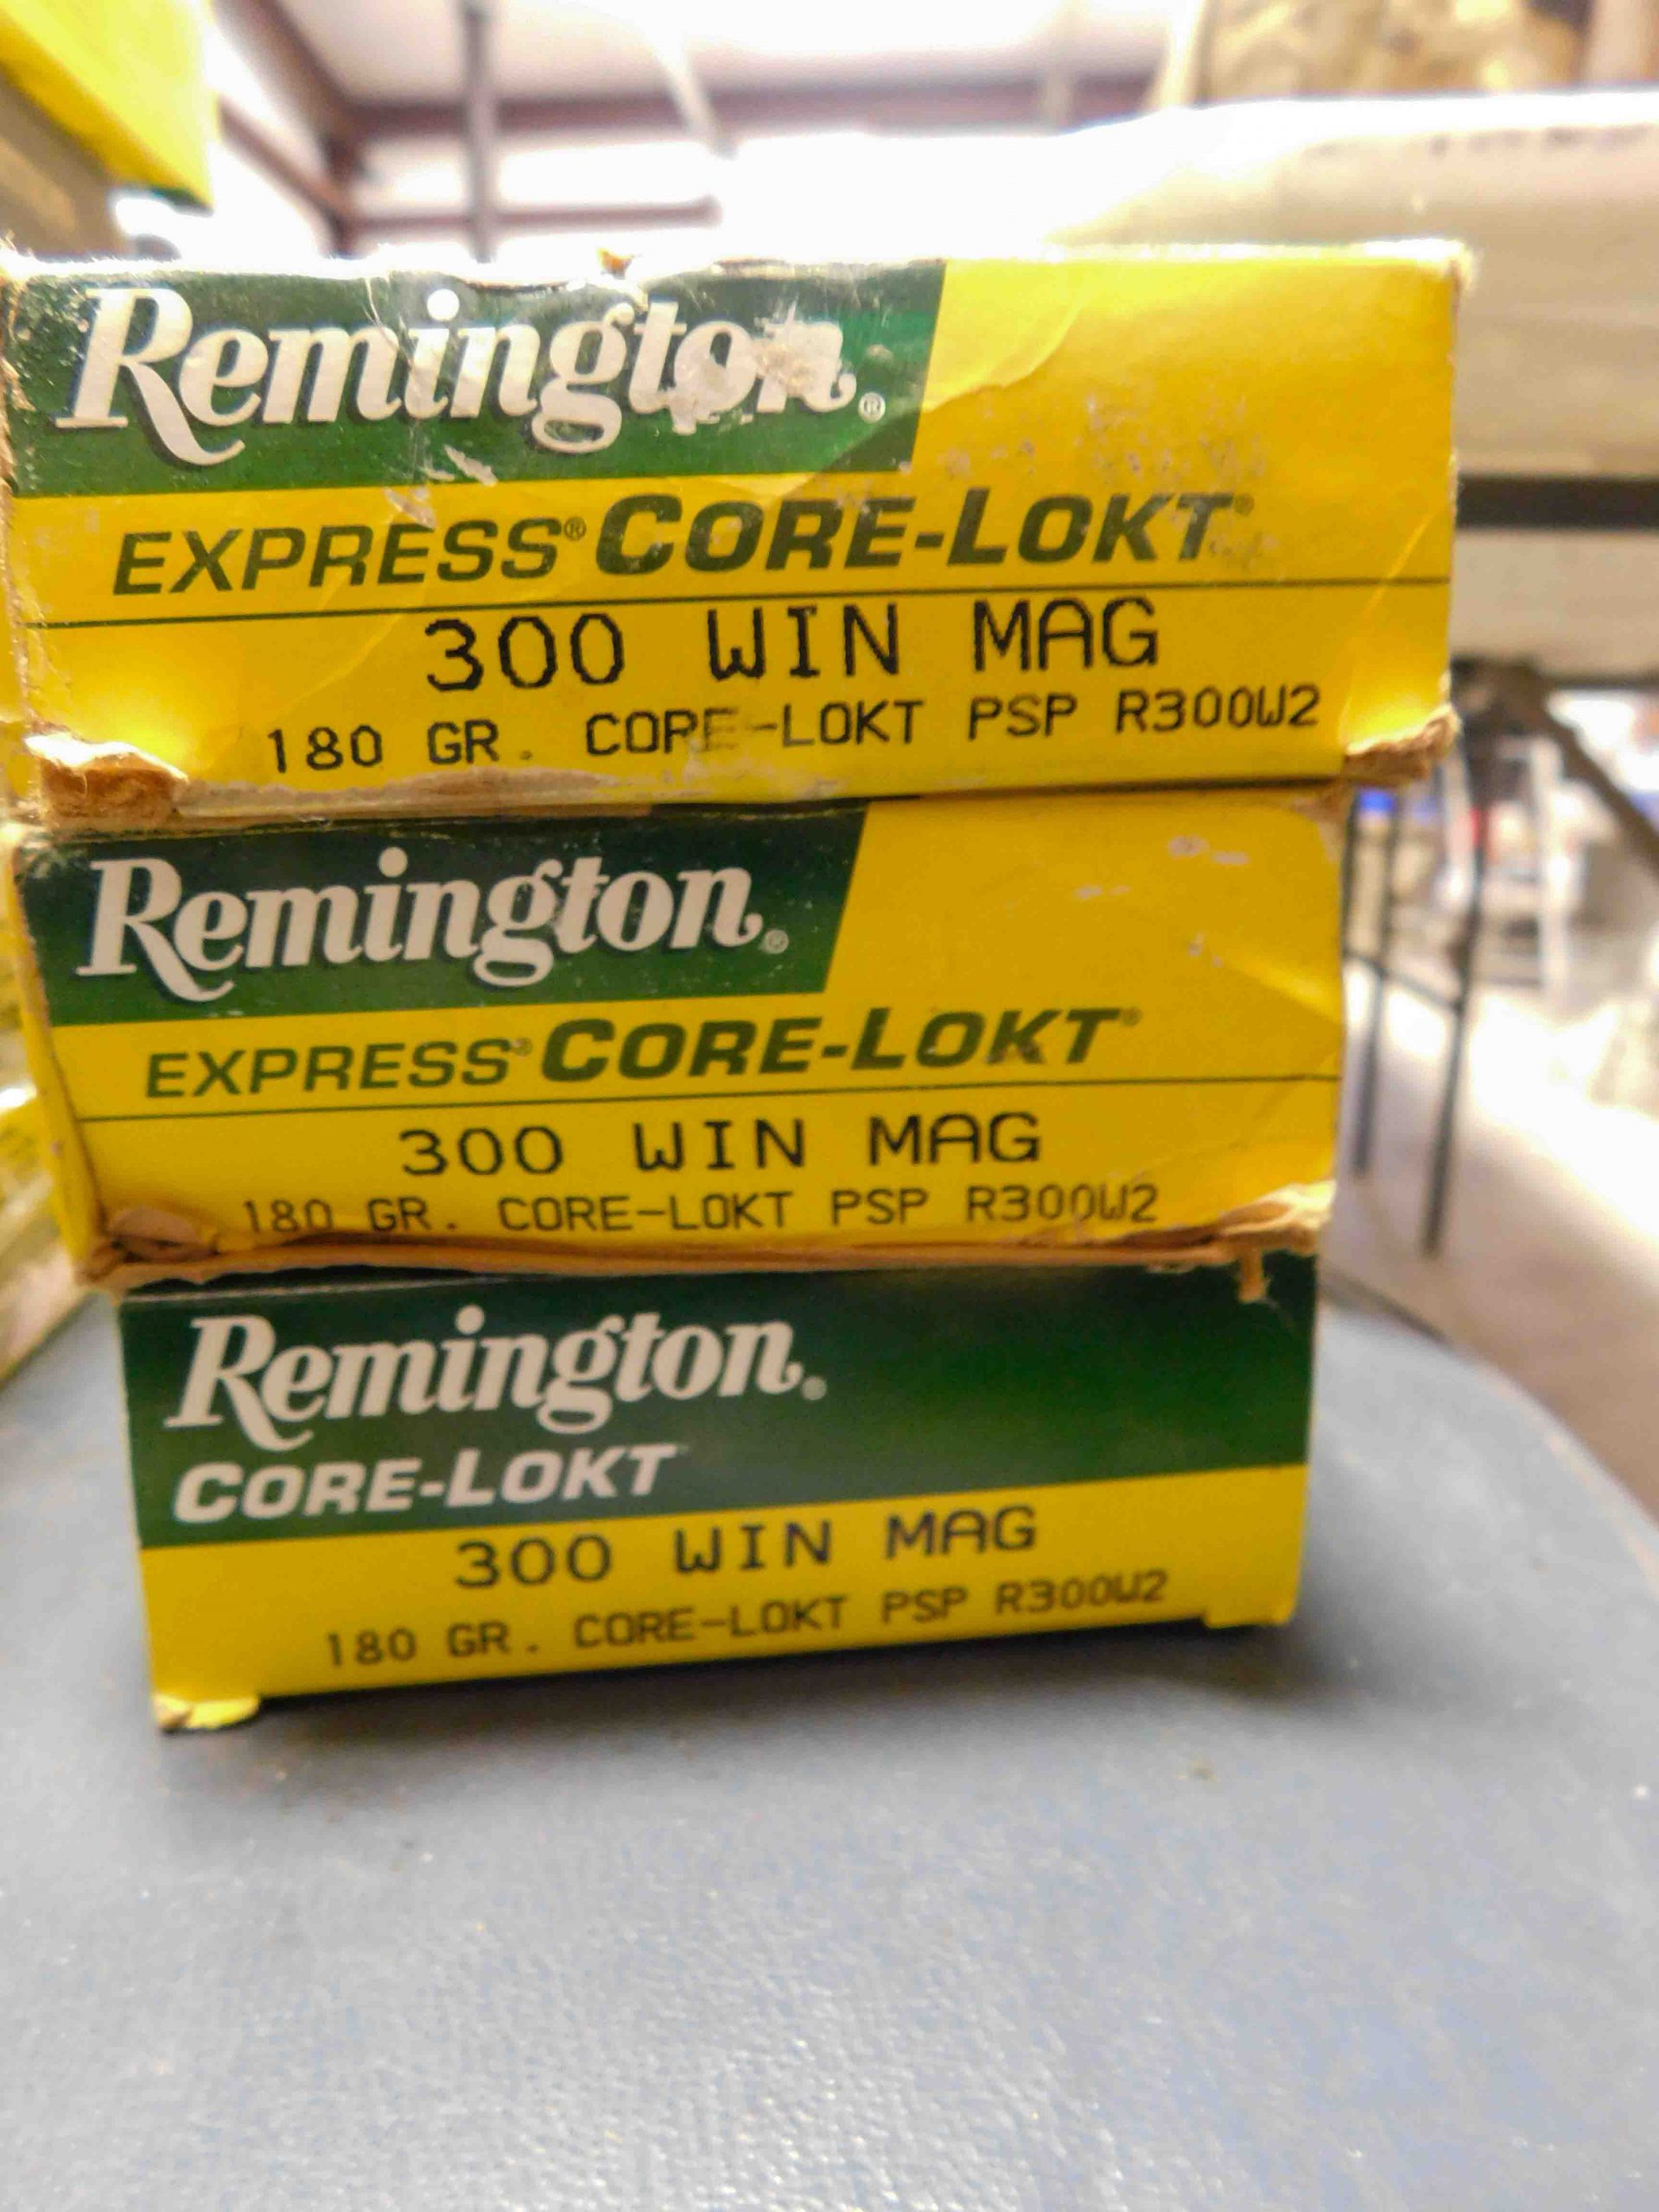 Remington®
EXPRESS® CORE-LOKT®
300 WIN MAG
180 GR. CORE-LOKT PSP R300W2
Remington®
EXPRESS® CORE-LOKT®
300 WIN MAG
180 GR. CORE-LOKT PSP R300W2
Remington®
CORE-LOKT
300 WIN MAG
180 GR. CORE-LOKT PSP R300W2